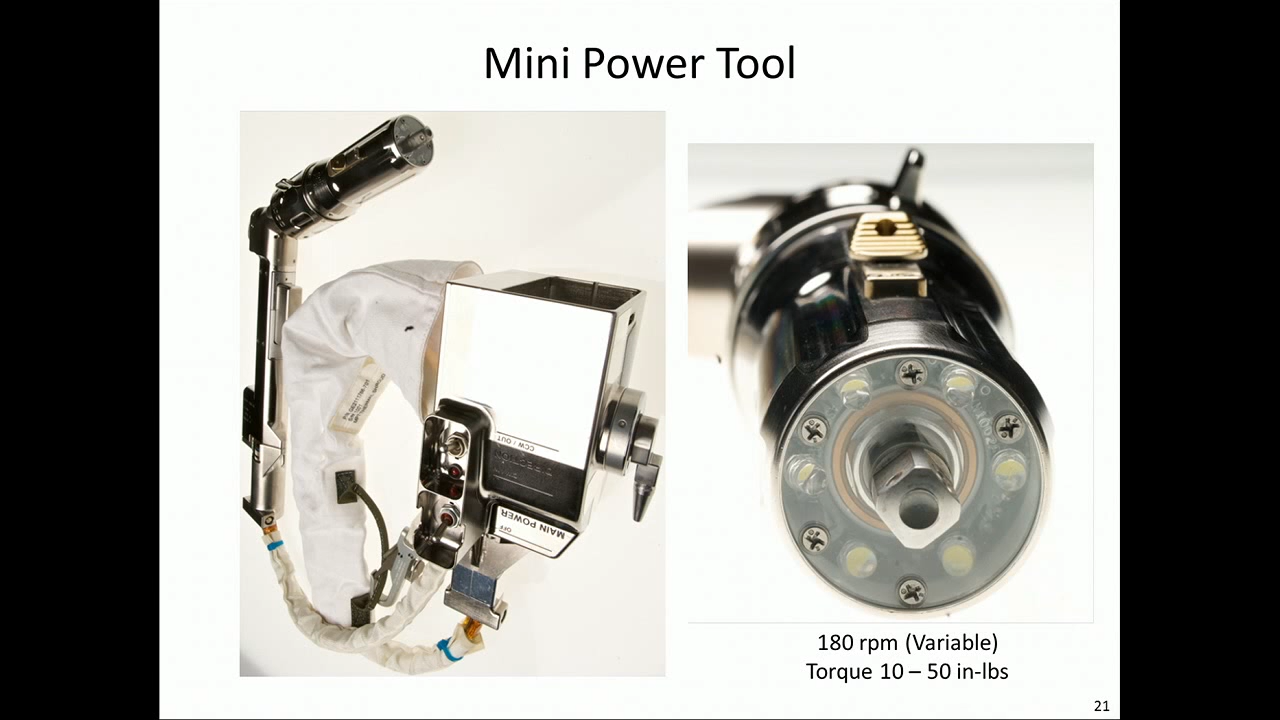 Mini Power Tool
CCW / OUT
MAIN POWER
OFF
180 rpm (Variable)
Torque 10 – 50 in-lbs
21